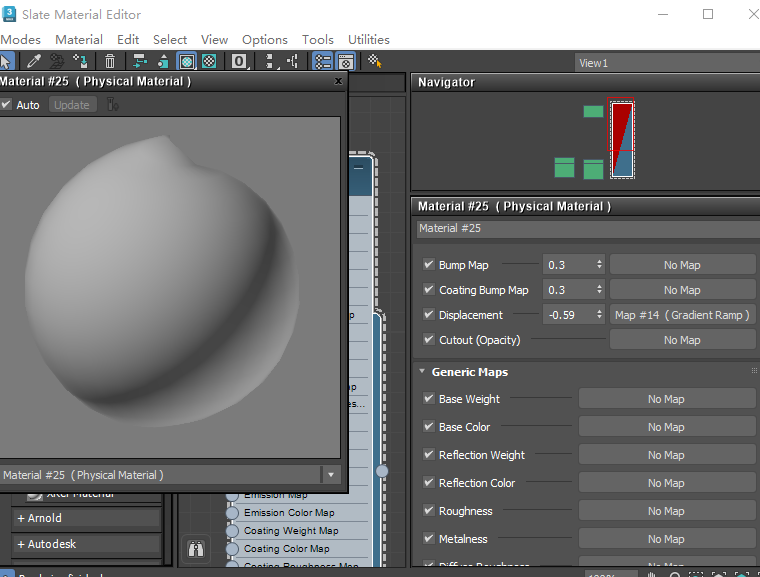 Slate Material Editor
Modes Material Edit Select View Options Tools Utilities
View1
Material #25 ( Physical Material )
Auto Update
Navigator
Material #25 ( Physical Material )
Material #25
Bump Map 0.3 No Map
Coating Bump Map 0.3 No Map
Displacement -0.59 Map #14 ( Gradient Ramp )
Cutout (Opacity) No Map
Generic Maps
Base Weight No Map
Base Color No Map
Reflection Weight No Map
Reflection Color No Map
Roughness No Map
Metalness No Map
Diffuse Roughness
Material #25 ( Physical Material )
XRef Material
+ Arnold
+ Autodesk
Emission Map
Emission Color Map
Coating Weight Map
Coating Color Map
Coating Roughness Map
100%